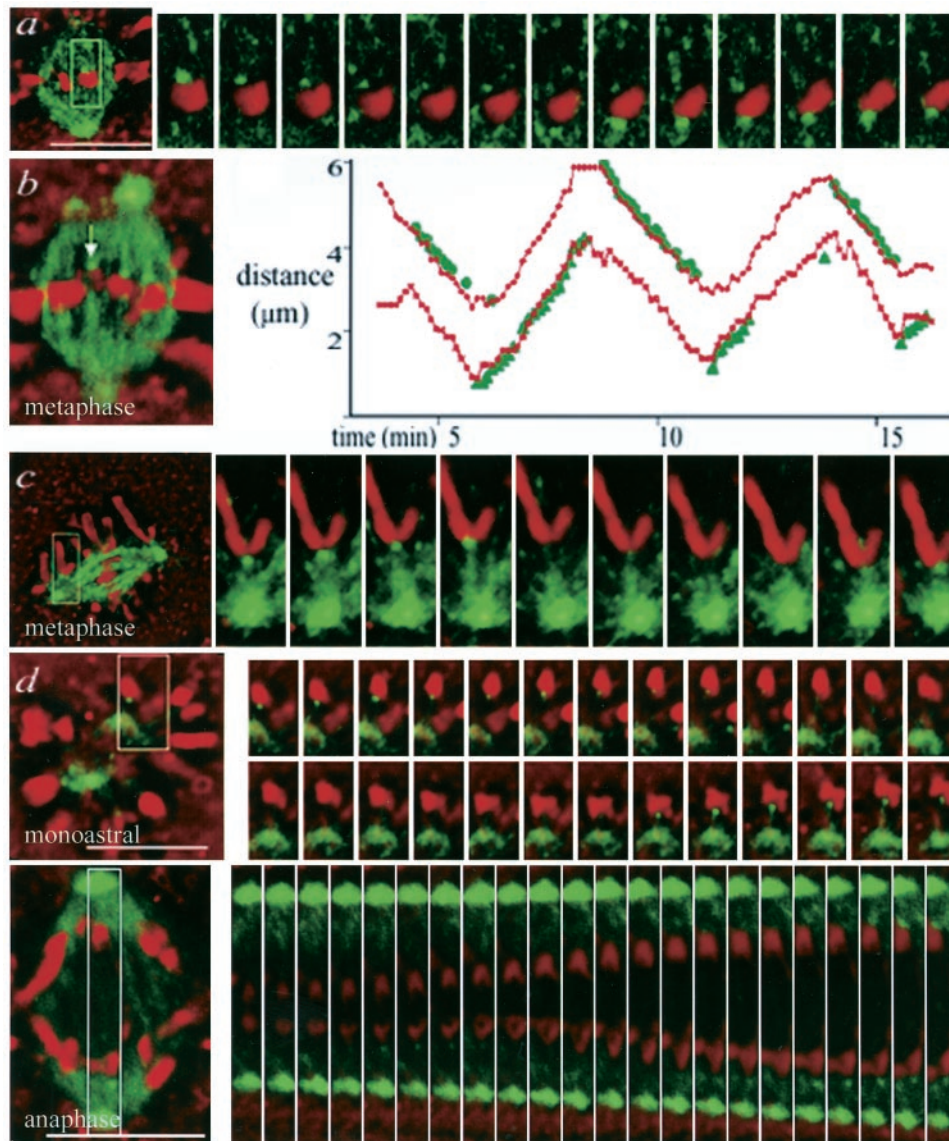 a
b
metaphase
6
4
distance
(μm)
2
time (min) 5 10 15
c
metaphase
d
monoastral
anaphase